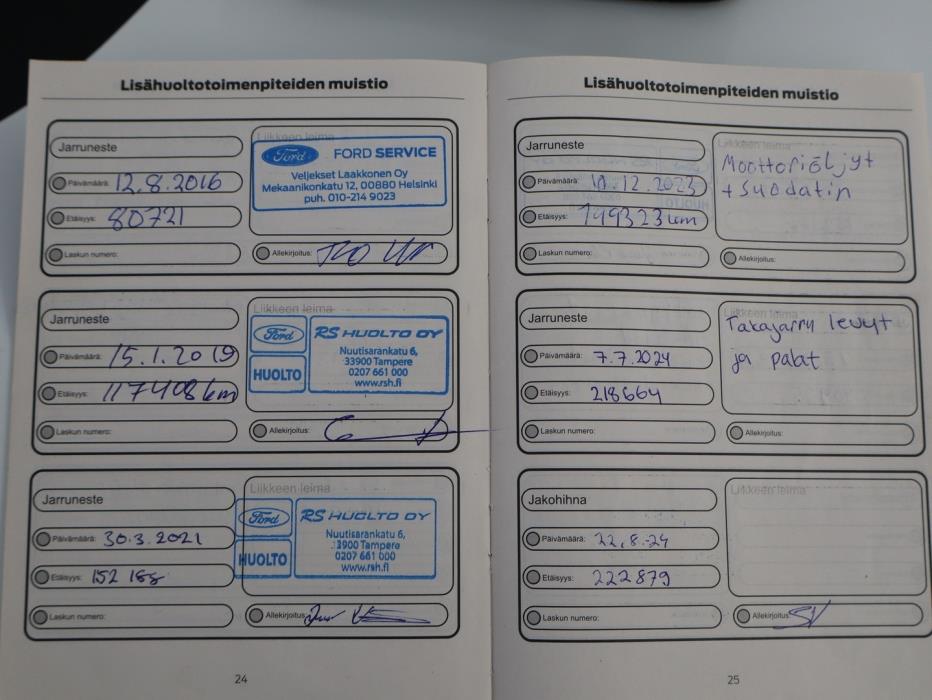 Lisähuoltotoimenpiteiden muistio
Jarruneste
Päivämäärä: 12.8.2016
Etäisyys: 80721
Laskun numero:
Liikkeen leima
Ford FORD SERVICE
Veljekset Laakkonen Oy
Mekaanikonkatu 12, 00880 Helsinki
puh. 010-214 9023
Allekirjoitus:
Jarruneste
Päivämäärä: 15.1.2019
Etäisyys: 117408 km
Laskun numero:
Liikkeen leima
Ford HUOLTO
RS HUOLTO OY
Nuutisarankatu 6,
33900 Tampere
0207 661 000
www.rsh.fi
Allekirjoitus:
Jarruneste
Päivämäärä: 30.3.2021
Etäisyys: 152 188
Laskun numero:
Liikkeen leima
Ford HUOLTO
RS HUOLTO OY
Nuutisarankatu 6,
33900 Tampere
0207 661 000
www.rsh.fi
Allekirjoitus:
24
Lisähuoltotoimenpiteiden muistio
Jarruneste
Päivämäärä: 12.2023
Etäisyys: 199323 km
Laskun numero:
Liikkeen leima
Moottoriöljyt
+ suodatin
Allekirjoitus:
Jarruneste
Päivämäärä: 7.7.2024
Etäisyys: 218664
Laskun numero:
Liikkeen leima
Takajarru levyt
ja palat
Allekirjoitus:
Jakohihna
Päivämäärä: 22.8.24
Etäisyys: 222879
Laskun numero:
Liikkeen leima
Allekirjoitus: SV
25